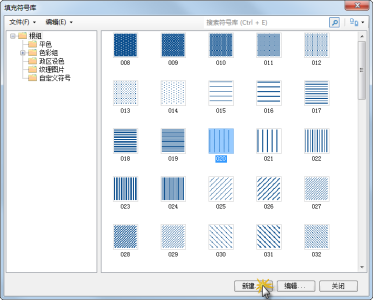 填充符号库
文件(F) 编辑(E) 搜索符号库(Ctrl + E)
根组
平色
色彩组
政区设色
纹理图片
自定义符号
008 009 010 011 012
013 014 015 016 017
018 019 020 021 022
023 024 025 026 027
028 029 030 031 032
新建... 编辑... 关闭